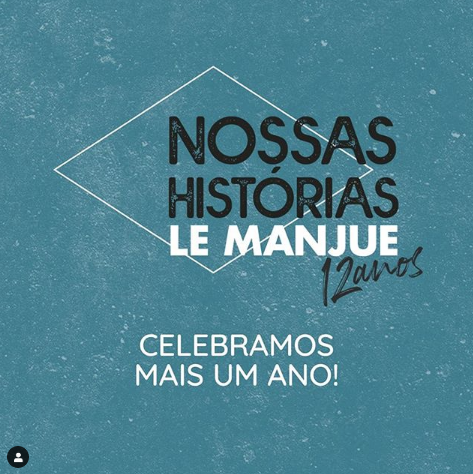 NOSSAS
HISTÓRIAS
LE MANJUE
12anos
CELEBRAMOS
MAIS UM ANO!